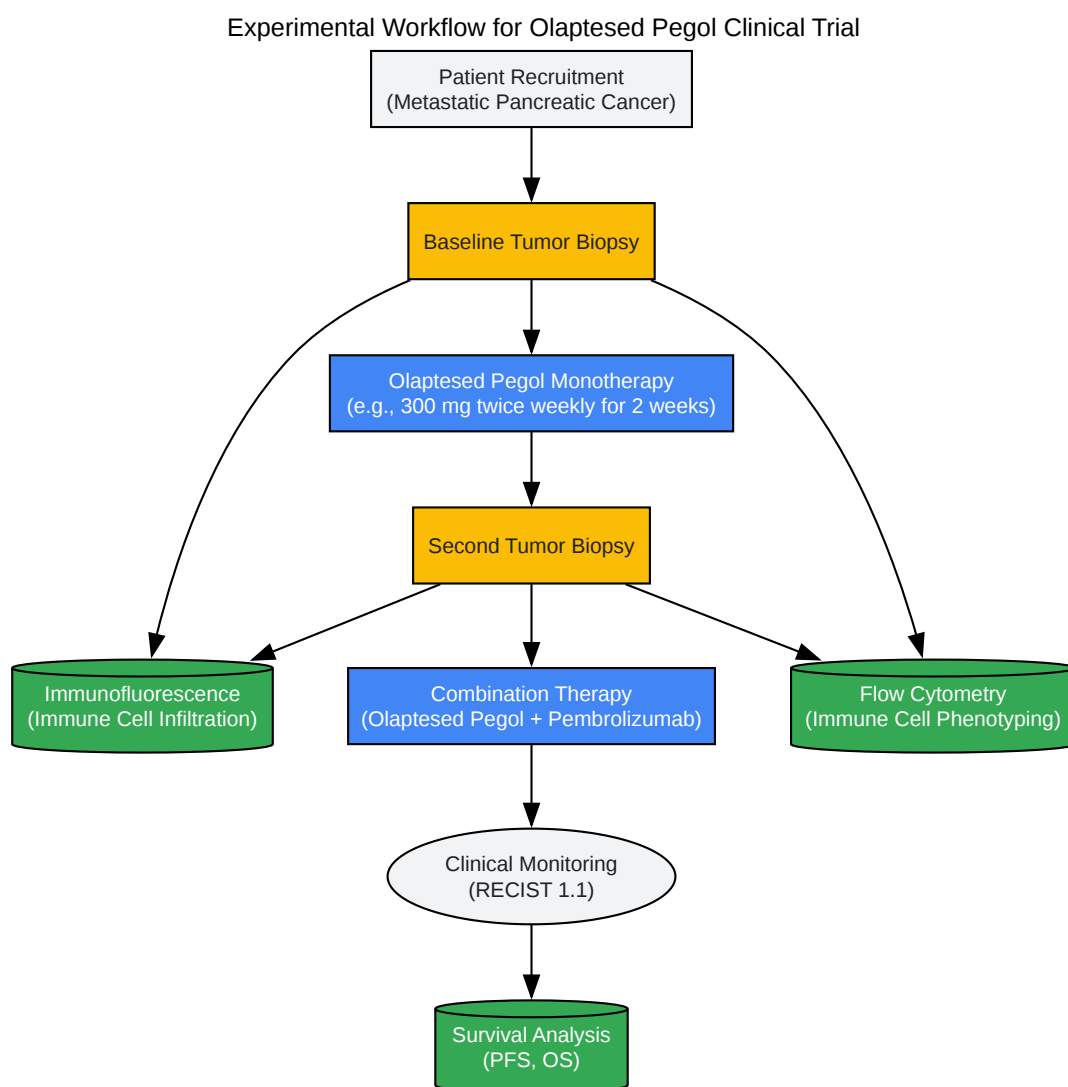 Experimental Workflow for Olaptesed Pegol Clinical Trial
Patient Recruitment
(Metastatic Pancreatic Cancer)
Baseline Tumor Biopsy
Olaptesed Pegol Monotherapy
(e.g., 300 mg twice weekly for 2 weeks)
Second Tumor Biopsy
Immunofluorescence
(Immune Cell Infiltration)
Combination Therapy
(Olaptesed Pegol + Pembrolizumab)
Flow Cytometry
(Immune Cell Phenotyping)
Clinical Monitoring
(RECIST 1.1)
Survival Analysis
(PFS, OS)